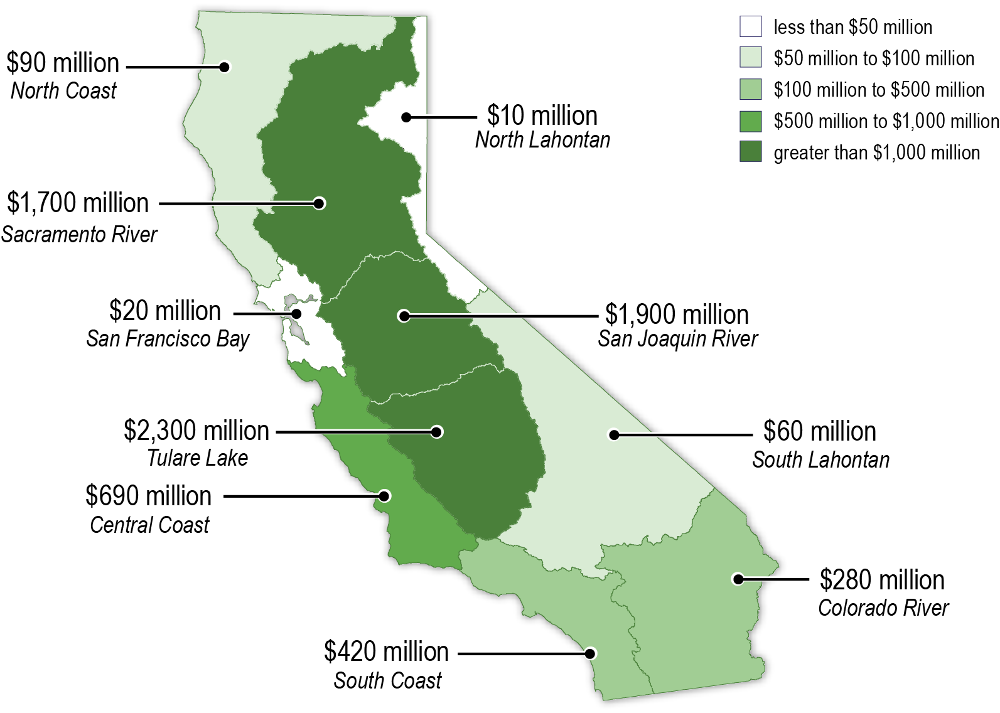 less than $50 million
$50 million to $100 million
$100 million to $500 million
$500 million to $1,000 million
greater than $1,000 million
$90 million
North Coast
$10 million
North Lahontan
$1,700 million
Sacramento River
$20 million
San Francisco Bay
$1,900 million
San Joaquin River
$2,300 million
Tulare Lake
$60 million
South Lahontan
$690 million
Central Coast
$280 million
Colorado River
$420 million
South Coast